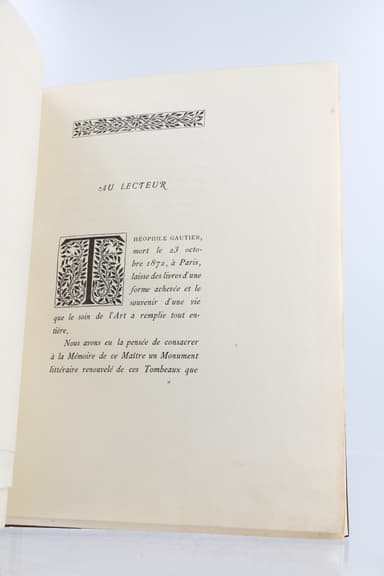 AU LECTEUR
THÉOPHILE GAUTIER,
mort le 23 octo-
bre 1872, à Paris,
laisse des livres d'une
forme achevée et le
souvenir d'une vie
que le soin de l'Art a remplie tout en-
tière.
Nous avons eu la pensée de consacrer
à la Mémoire de ce Maître un Monument
littéraire renouvelé de ces Tombeaux que